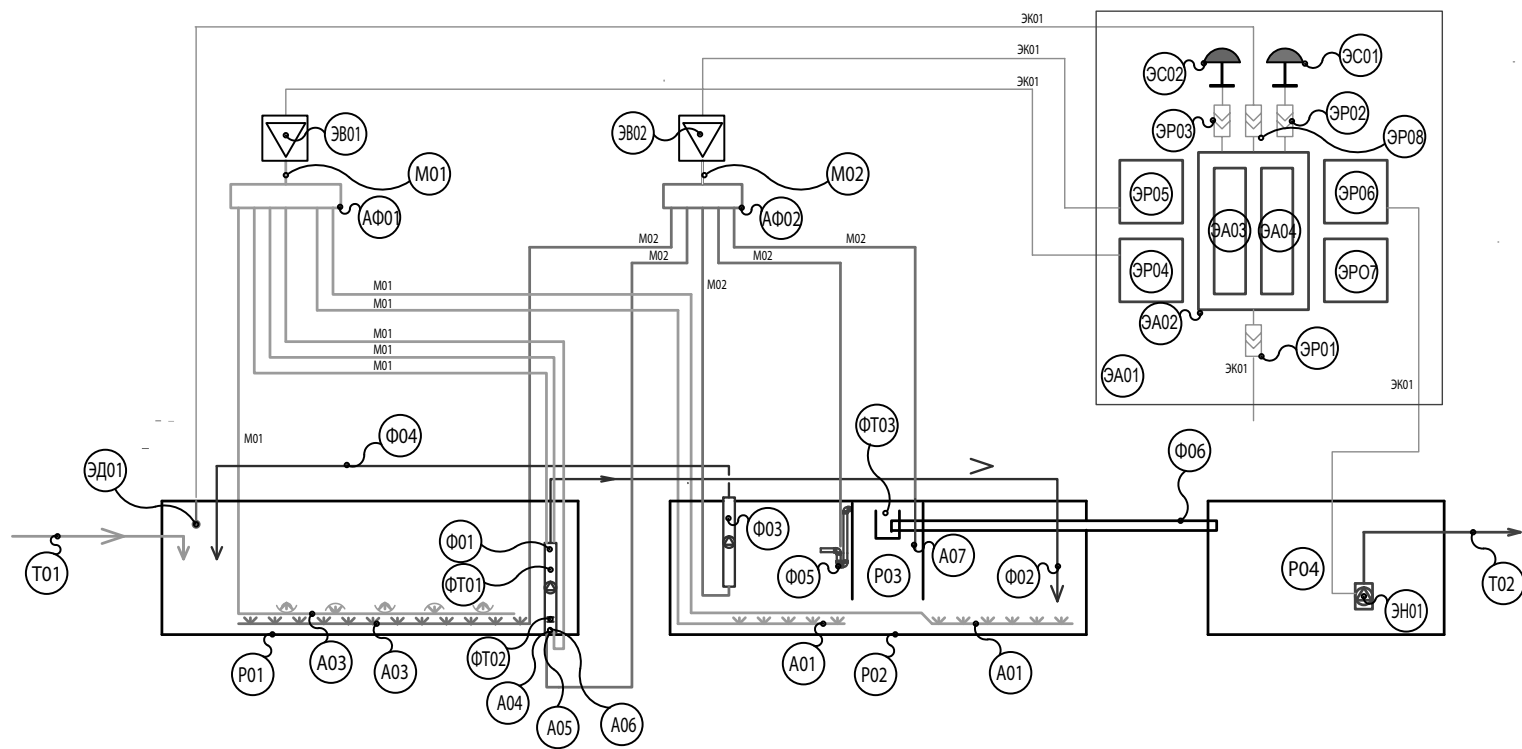 ЭК01
ЭК01
ЭК01
ЭС02
ЭС01
ЭВ01
ЭВ02
ЭР03
ЭР02
ЭР08
М01
М02
ЭР05
ЭР06
АФ01
АФ02
ЭА03
ЭА04
М02
М02
М02
М02
М02
ЭР04
ЭРО7
М01
М01
М01
М01
М01
ЭА02
ЭР01
ЭА01
ЭК01
ЭК01
М01
Ф04
ФТ03
Ф06
ЭД01
Ф01
Ф03
Т01
ФТ01
Ф05
Р03
А07
Ф02
Р04
Т02
ЭН01
Р01
А03
А03
ФТ02
А04
А05
А06
А01
Р02
А01